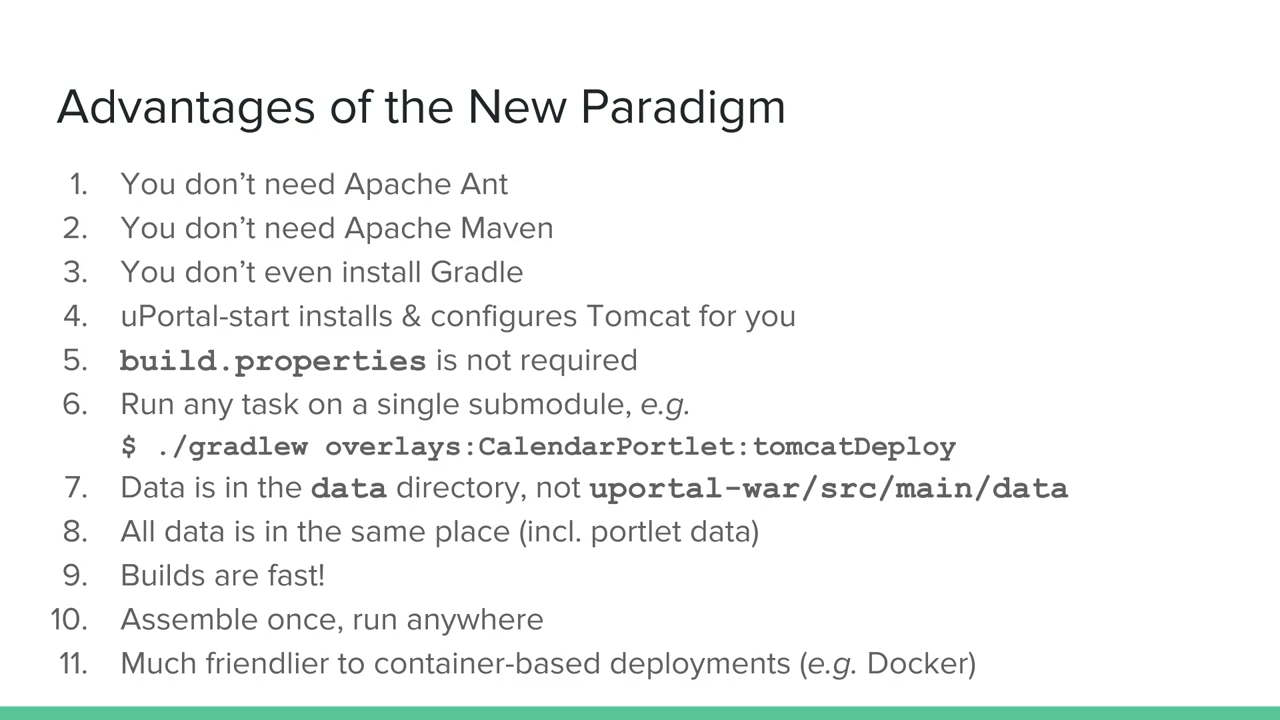 Advantages of the New Paradigm
1. You don’t need Apache Ant
2. You don’t need Apache Maven
3. You don’t even install Gradle
4. uPortal-start installs & configures Tomcat for you
5. build.properties is not required
6. Run any task on a single submodule, e.g.
$ ./gradlew overlays:CalendarPortlet:tomcatDeploy
7. Data is in the data directory, not uportal-war/src/main/data
8. All data is in the same place (incl. portlet data)
9. Builds are fast!
10. Assemble once, run anywhere
11. Much friendlier to container-based deployments (e.g. Docker)